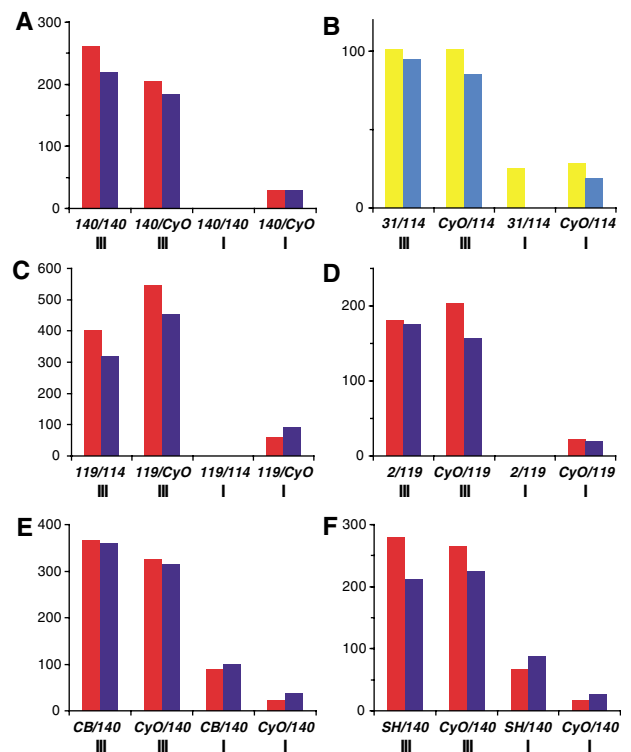 A
300
200
100
0
140/140 140/CyO 140/140 140/CyO
III III I I
B
100
0
31/114 CyO/114 31/114 CyO/114
III III I I
C
600
500
400
300
200
100
0
119/114 119/CyO 119/114 119/CyO
III III I I
D
200
100
0
2/119 CyO/119 2/119 CyO/119
III III I I
E
400
300
200
100
0
CB/140 CyO/140 CB/140 CyO/140
III III I I
F
300
200
100
0
SH/140 CyO/140 SH/140 CyO/140
III III I I